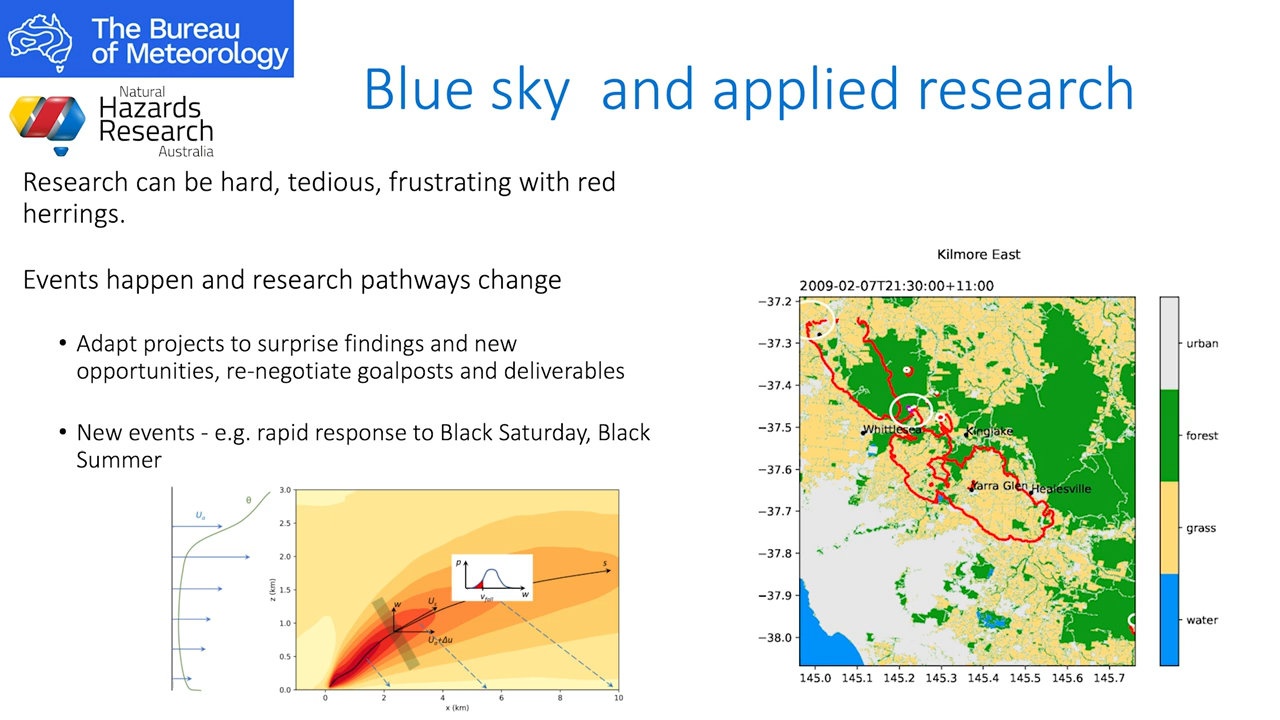 The Bureau
of Meteorology
Natural
Hazards
Research
Australia
Blue sky  and applied research
Research can be hard, tedious, frustrating with red
herrings.
Events happen and research pathways change
• Adapt projects to surprise findings and new
opportunities, re-negotiate goalposts and deliverables
• New events - e.g. rapid response to Black Saturday, Black
Summer
Kilmore East
2009-02-07T21:30:00+11:00
−37.2
−37.3
−37.4
−37.5
−37.6
−37.7
−37.8
−37.9
−38.0
Whittlesea
Kinglake
Yarra Glen
Healesville
145.0 145.1 145.2 145.3 145.4 145.5 145.6 145.7
urban
forest
grass
water
θ
3.0
2.5
2.0
1.5
1.0
0.5
0.0
z (km)
p
w
s
w
0 2 4 6 8 10
x (km)